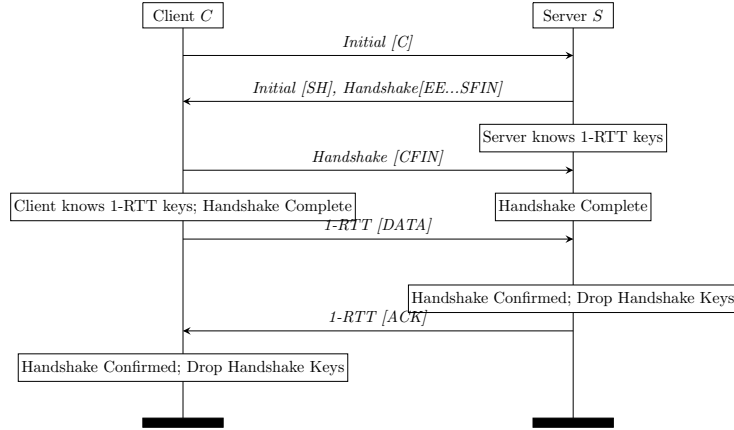 Client C
Server S
Initial [C]
Initial [SH], Handshake[EE...SFIN]
Server knows 1-RTT keys
Handshake [CFIN]
Client knows 1-RTT keys; Handshake Complete
Handshake Complete
1-RTT [DATA]
Handshake Confirmed; Drop Handshake Keys
1-RTT [ACK]
Handshake Confirmed; Drop Handshake Keys